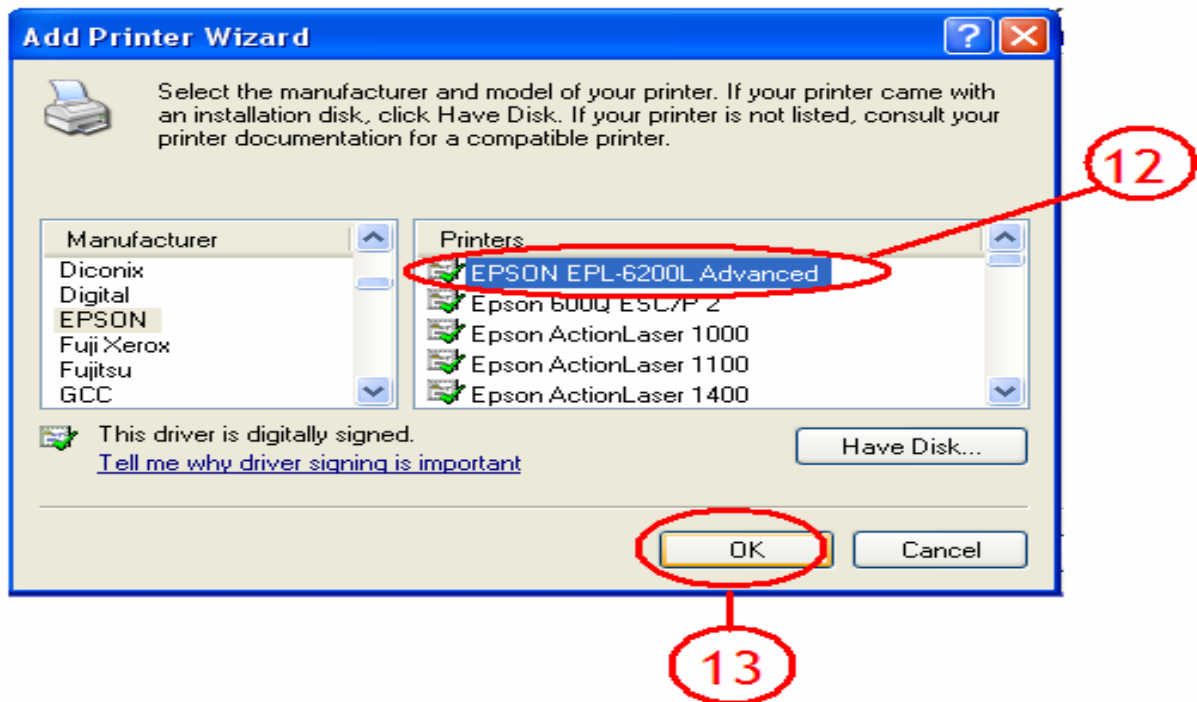 Add Printer Wizard
Select the manufacturer and model of your printer. If your printer came with
an installation disk, click Have Disk. If your printer is not listed, consult your
printer documentation for a compatible printer.
12
Manufacturer
Diconix
Digital
EPSON
Fuji Xerox
Fujitsu
GCC
Printers
EPSON EPL-6200L Advanced
Epson 600Q ESC/P 2
Epson ActionLaser 1000
Epson ActionLaser 1100
Epson ActionLaser 1400
This driver is digitally signed.
Tell me why driver signing is important
Have Disk...
OK
Cancel
13